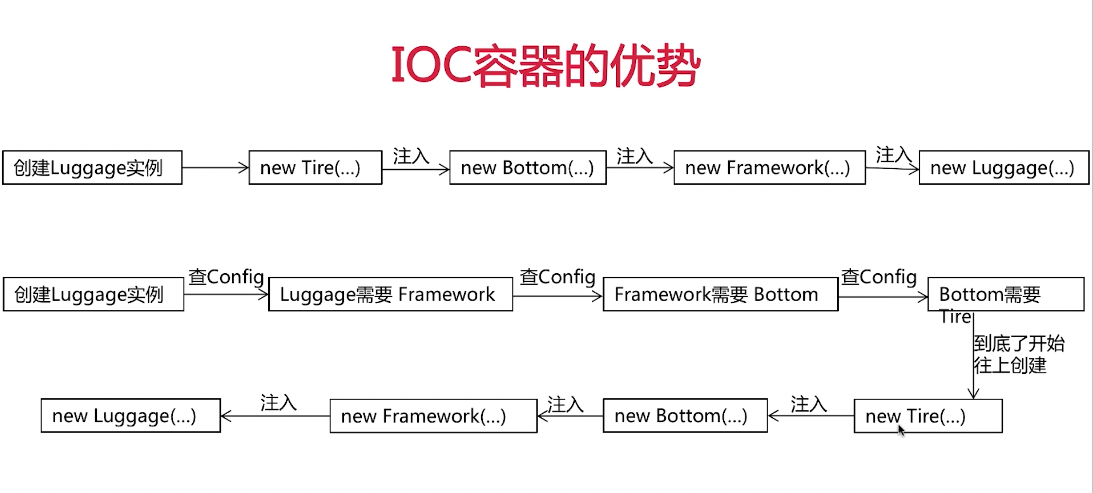 IOC容器的优势
创建Luggage实例
new Tire(...)
注入
new Bottom(...)
注入
new Framework(...)
注入
new Luggage(...)
创建Luggage实例
查Config
Luggage需要 Framework
查Config
Framework需要 Bottom
查Config
Bottom需要
Tire
到底了开始
往上创建
new Luggage(...)
注入
new Framework(...)
注入
new Bottom(...)
注入
new Tire(...)